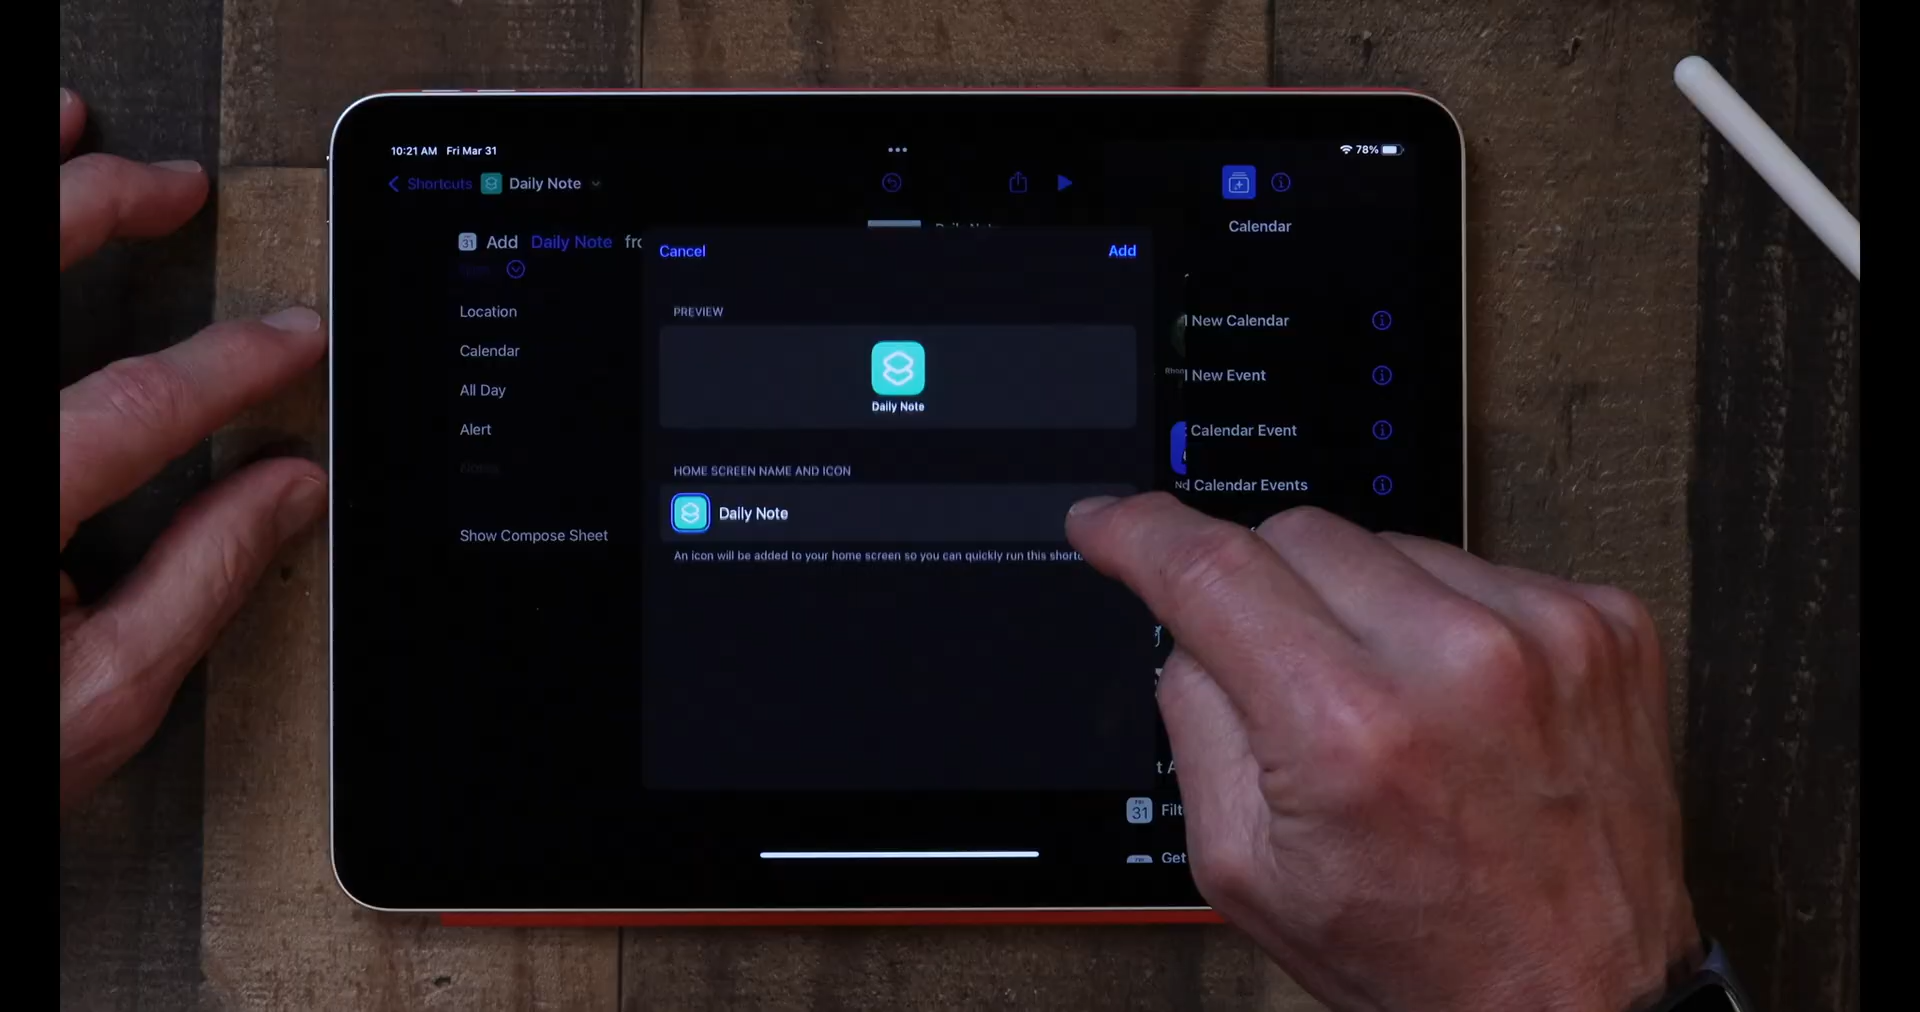 10:21 AM Fri Mar 31
78%
Shortcuts Daily Note
Calendar
Add Daily Note
Cancel
Add
PREVIEW
Daily Note
HOME SCREEN NAME AND ICON
Daily Note
An icon will be added to your home screen so you can quickly run this
Location
Calendar
All Day
Alert
Notes
Show Compose Sheet
New Calendar
New Event
Calendar Event
Calendar Events
31
Get